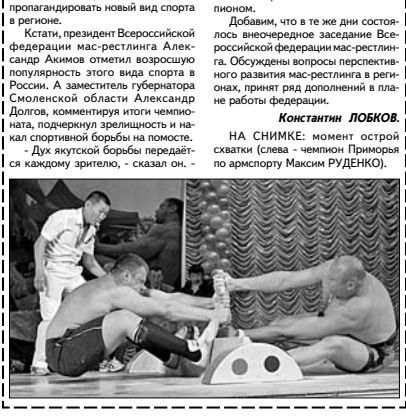 пропагандировать новый вид спорта
в регионе.
Кстати, президент Всероссийской
федерации мас-рестлинга Алек-
сандр Акимов отметил возросшую
популярность этого вида спорта в
России. А заместитель губернатора
Смоленской области Александр
Долгов, комментируя итоги чемпио-
ната, подчеркнул зрелищность и на-
кал спортивной борьбы на помосте.
- Дух якутской борьбы передаёт-
ся каждому зрителю, - сказал он. -
пионом.
Добавим, что в те же дни состоя-
лось внеочередное заседание Все-
российской федерации мас-рестлин-
га. Обсуждены вопросы перспектив-
ного развития мас-рестлинга в реги-
онах, принят ряд дополнений в пла-
не работы федерации.
Константин ЛОБКОВ.
НА СНИМКЕ: момент острой
схватки (слева - чемпион Приморья
по армспорту Максим РУДЕНКО).